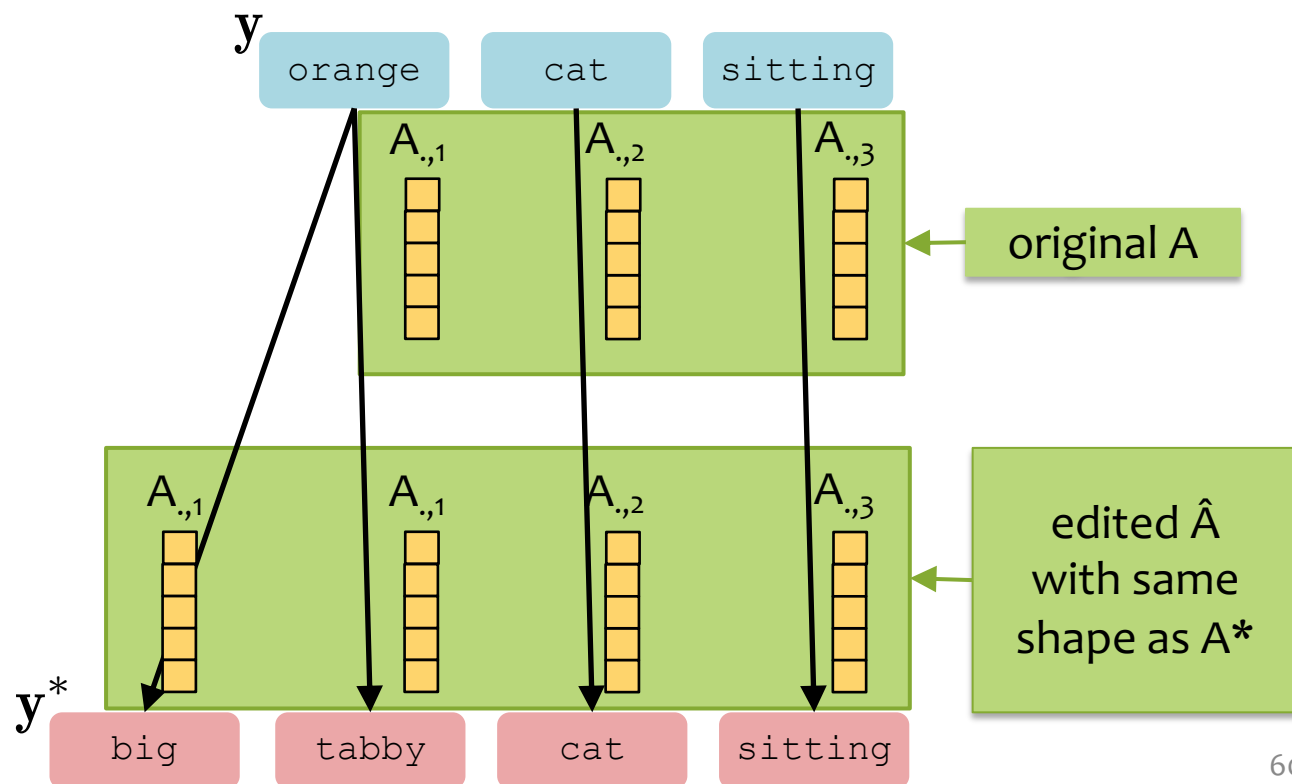 y
orange cat sitting
A.,1 A.,2 A.,3
original A
A.,1 A.,1 A.,2 A.,3
edited Â
with same
shape as A*
y*
big tabby cat sitting